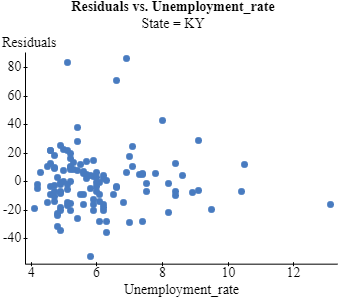 Residuals vs. Unemployment_rate
State = KY
Residuals
80
60
40
20
0
-20
-40
4 6 8 10 12
Unemployment_rate